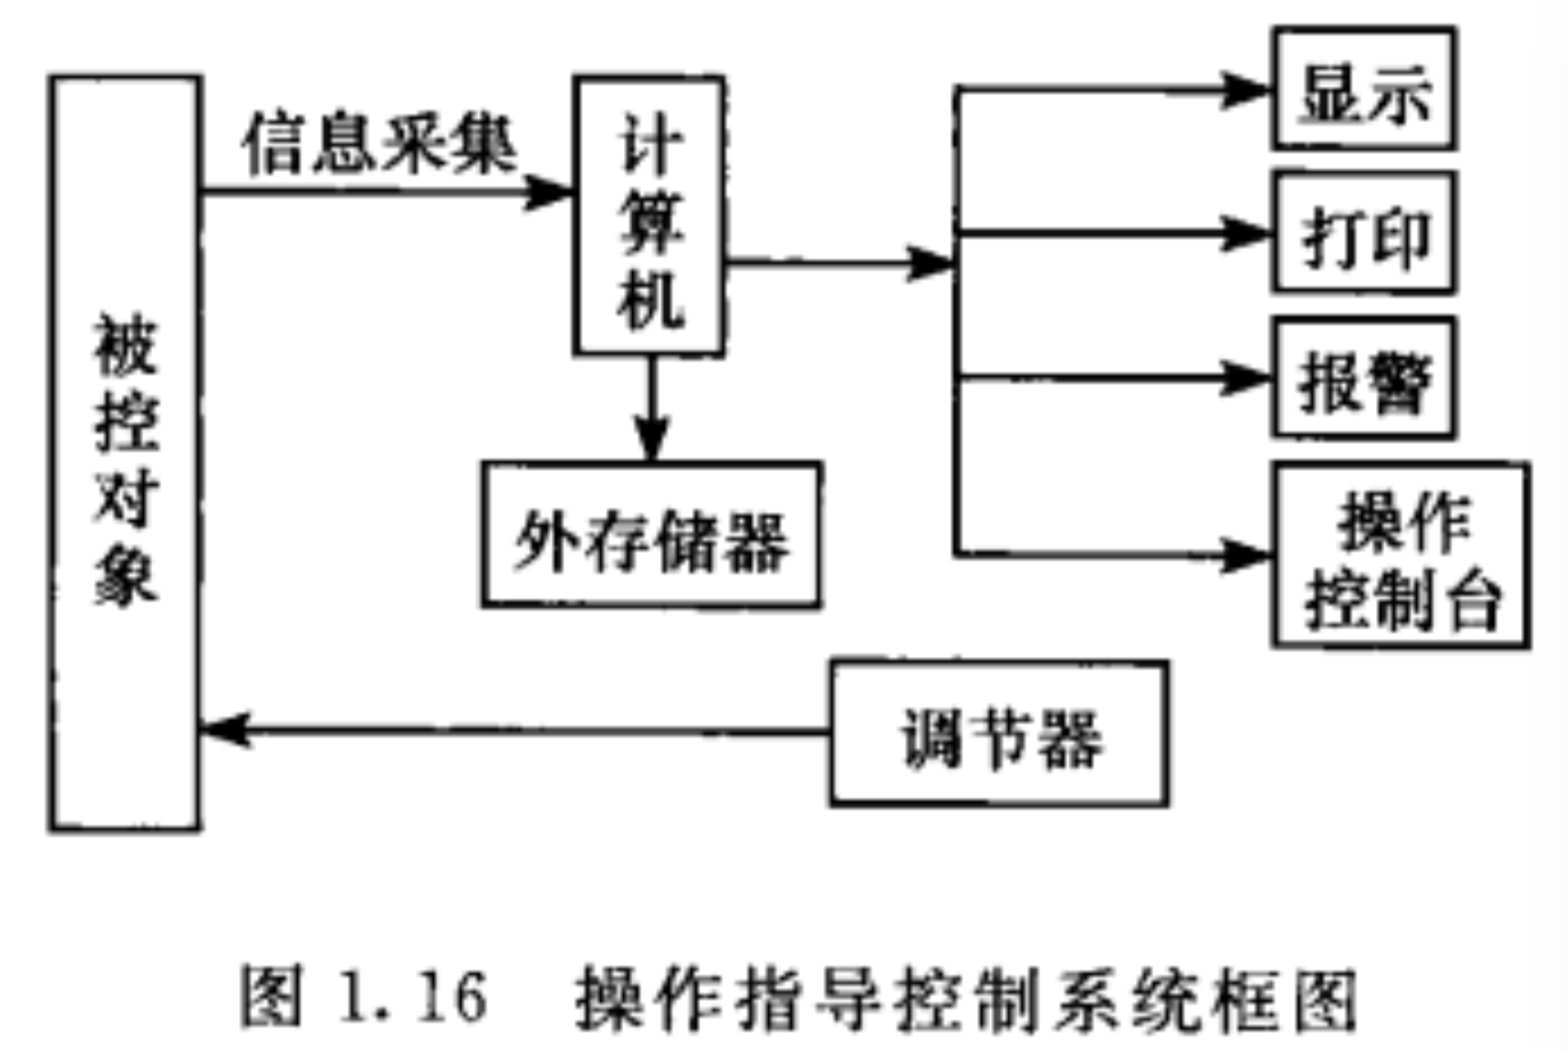 显示
信息采集
计算机
打印
被控对象
报警
外存储器
操作
控制台
调节器
图 1.16 操作指导控制系统框图